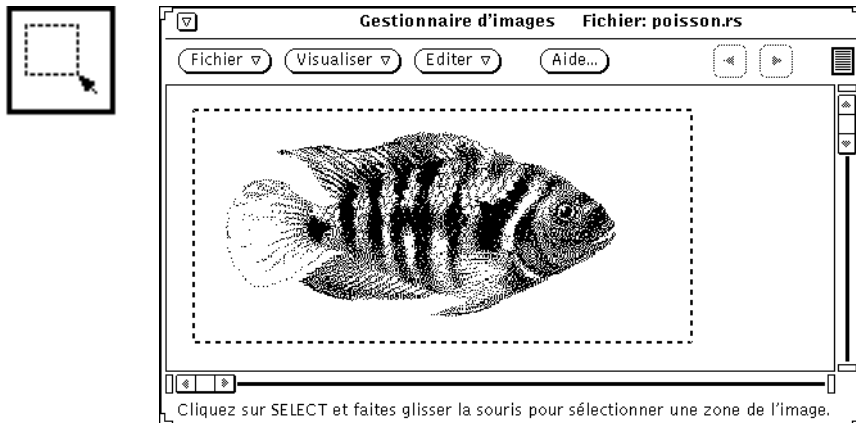 Gestionnaire d'images Fichier: poisson.rs
Fichier Visualiser Editer Aide...
Cliquez sur SELECT et faites glisser la souris pour sélectionner une zone de l'image.